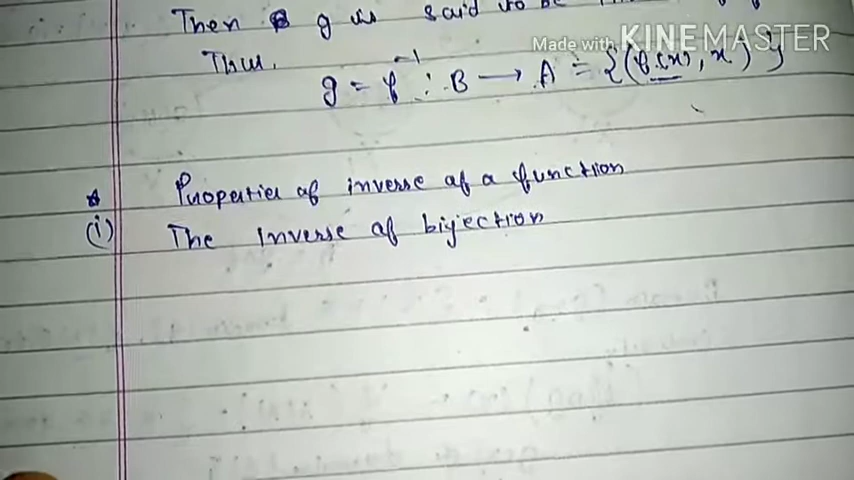 Then g is said to be
Made with KINEMASTER
Thus,
g = f⁻¹ : B → A = {(f(x), x)}
Properties of inverse of a function
(i) The inverse of bijection